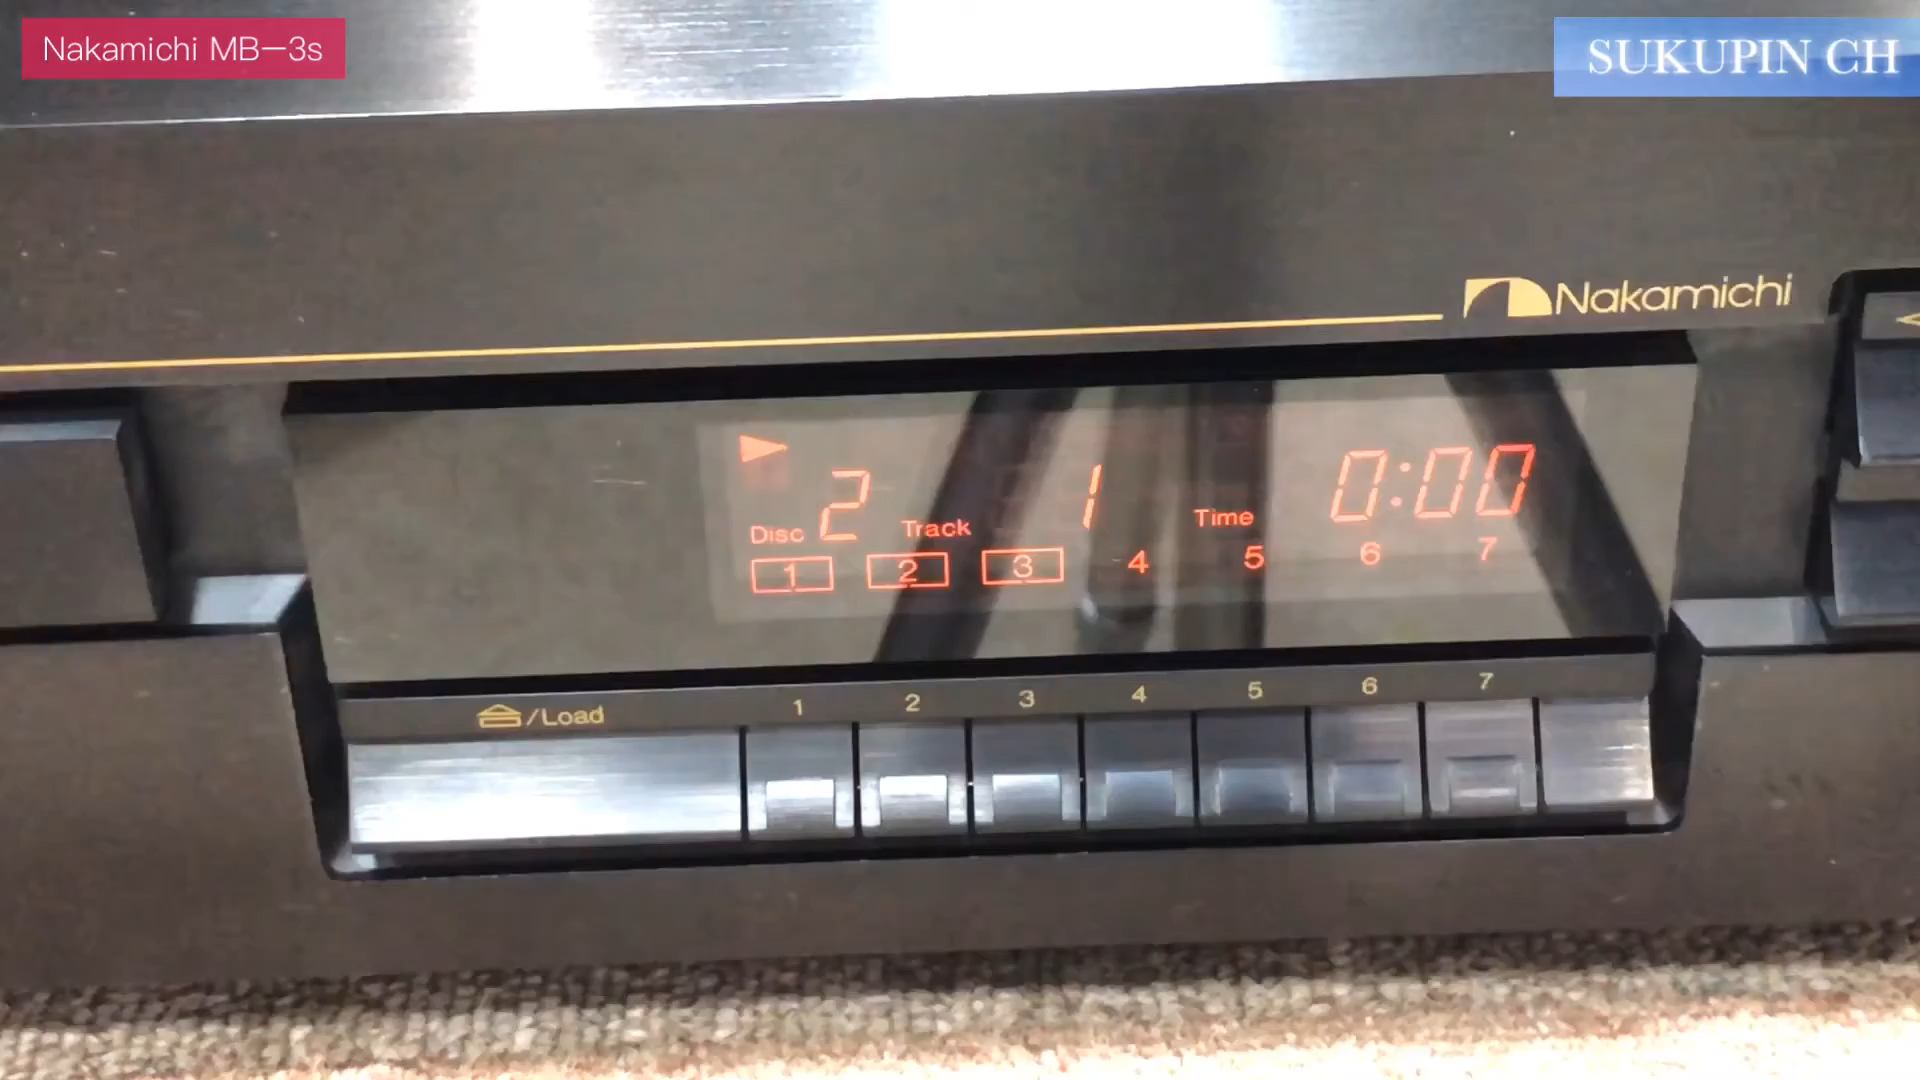 Nakamichi MB-3s
SUKUPIN CH
Nakamichi
Disc 2 Track 1 Time 0:00
1 2 3 4 5 6 7
/Load 1 2 3 4 5 6 7